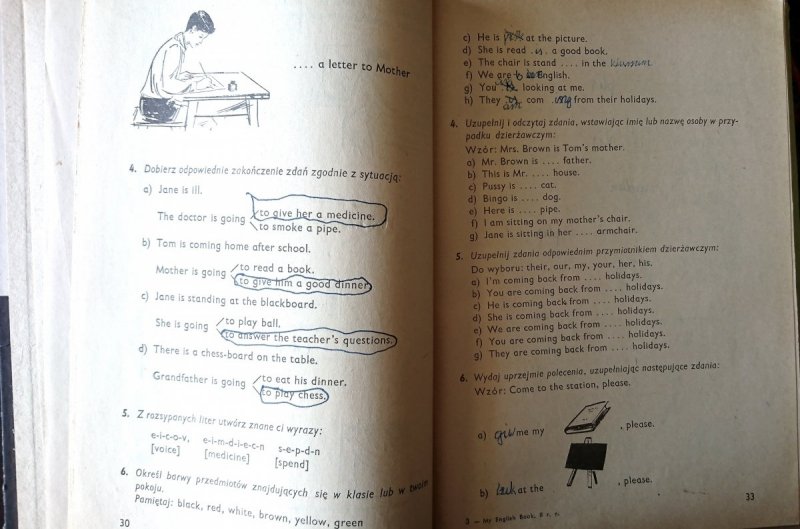 .... a letter to Mother
4. Dobierz odpowiednie zakończenie zdań zgodnie z sytuacją:
a) Jane is ill.
The doctor is going
to give her a medicine.
to smoke a pipe.
b) Tom is coming home after school.
Mother is going
to read a book.
to give him a good dinner.
c) Jane is standing at the blackboard.
She is going
to play ball.
to answer the teacher's questions.
d) There is a chess-board on the table.
Grandfather is going
to eat his dinner.
to play chess.
5. Z rozsypanych liter utwórz znane ci wyrazy:
e-i-c-o-v, e-i-m-d-i-e-c-n s-e-p-d-n
[voice] [medicine] [spend]
6. Określ barwy przedmiotów znajdujących się w klasie lub w twoim
pokoju.
Pamiętaj: black, red, white, brown, yellow, green
30
c) He is at the picture.
d) She is read . . a good book.
e) The chair is stand .... in the
f) We are English.
g) You looking at me.
h) They com ing from their holidays.
4. Uzupełnij i odczytaj zdania, wstawiając imię lub nazwę osoby w przy-
padku dzierżawczym:
Wzór: Mrs. Brown is Tom's mother.
a) Mr. Brown is .... father.
b) This is Mr. .... house.
c) Pussy is .... cat.
d) Bingo is .... dog.
e) Here is .... pipe.
f) I am sitting on my mother's chair.
g) Jane is sitting in her .... armchair.
5. Uzupełnij zdania odpowiednim przymiotnikiem dzierżawczym:
Do wyboru: their, our, my, your, her, his.
a) I'm coming back from .... holidays.
b) You are coming back from .... holidays.
c) He is coming back from .... holidays.
d) She is coming back from .... holidays.
e) We are coming back from .... holidays.
f) You are coming back from .... holidays.
g) They are coming back from .... holidays.
6. Wydaj uprzejmie polecenia, uzupełniając następujące zdania:
Wzór: Come to the station, please.
a) give me my , please.
b) look at the , please.
3 — My English Book, II r. n.
33